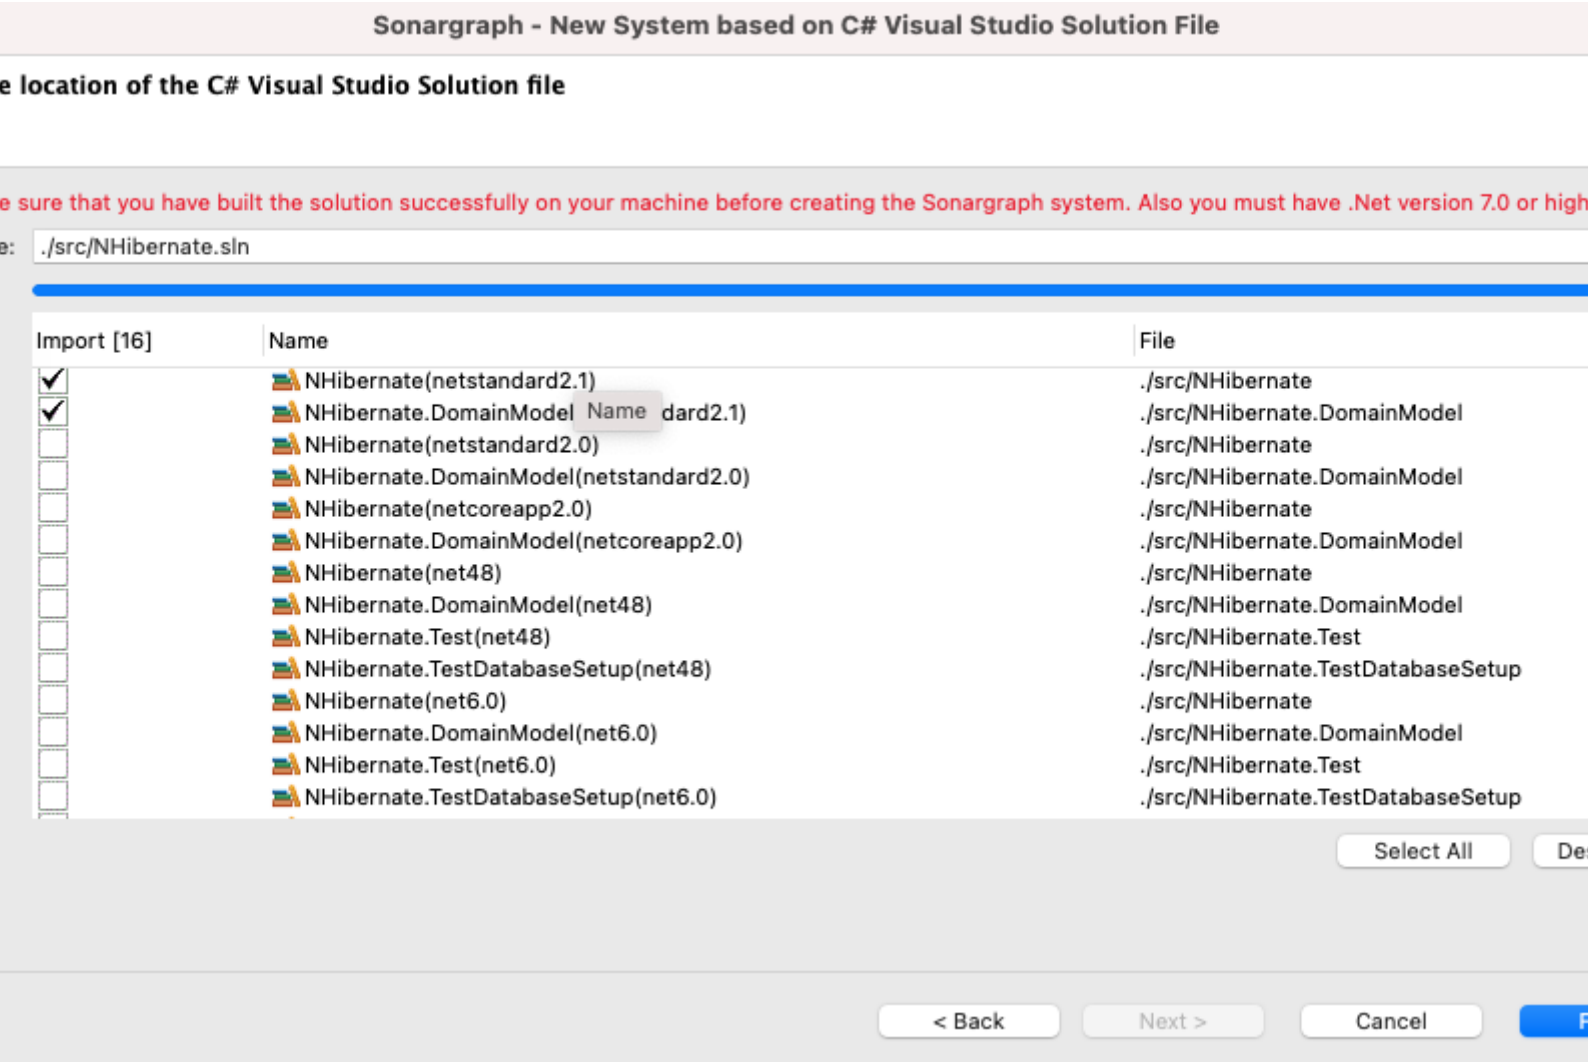 Sonargraph - New System based on C# Visual Studio Solution File
e location of the C# Visual Studio Solution file
e sure that you have built the solution successfully on your machine before creating the Sonargraph system. Also you must have .Net version 7.0 or high
e: ./src/NHibernate.sln
Import [16] Name File
NHibernate(netstandard2.1) ./src/NHibernate
NHibernate.DomainModel Name dard2.1) ./src/NHibernate.DomainModel
NHibernate(netstandard2.0) ./src/NHibernate
NHibernate.DomainModel(netstandard2.0) ./src/NHibernate.DomainModel
NHibernate(netcoreapp2.0) ./src/NHibernate
NHibernate.DomainModel(netcoreapp2.0) ./src/NHibernate.DomainModel
NHibernate(net48) ./src/NHibernate
NHibernate.DomainModel(net48) ./src/NHibernate.DomainModel
NHibernate.Test(net48) ./src/NHibernate.Test
NHibernate.TestDatabaseSetup(net48) ./src/NHibernate.TestDatabaseSetup
NHibernate(net6.0) ./src/NHibernate
NHibernate.DomainModel(net6.0) ./src/NHibernate.DomainModel
NHibernate.Test(net6.0) ./src/NHibernate.Test
NHibernate.TestDatabaseSetup(net6.0) ./src/NHibernate.TestDatabaseSetup
Select All Des
< Back Next > Cancel